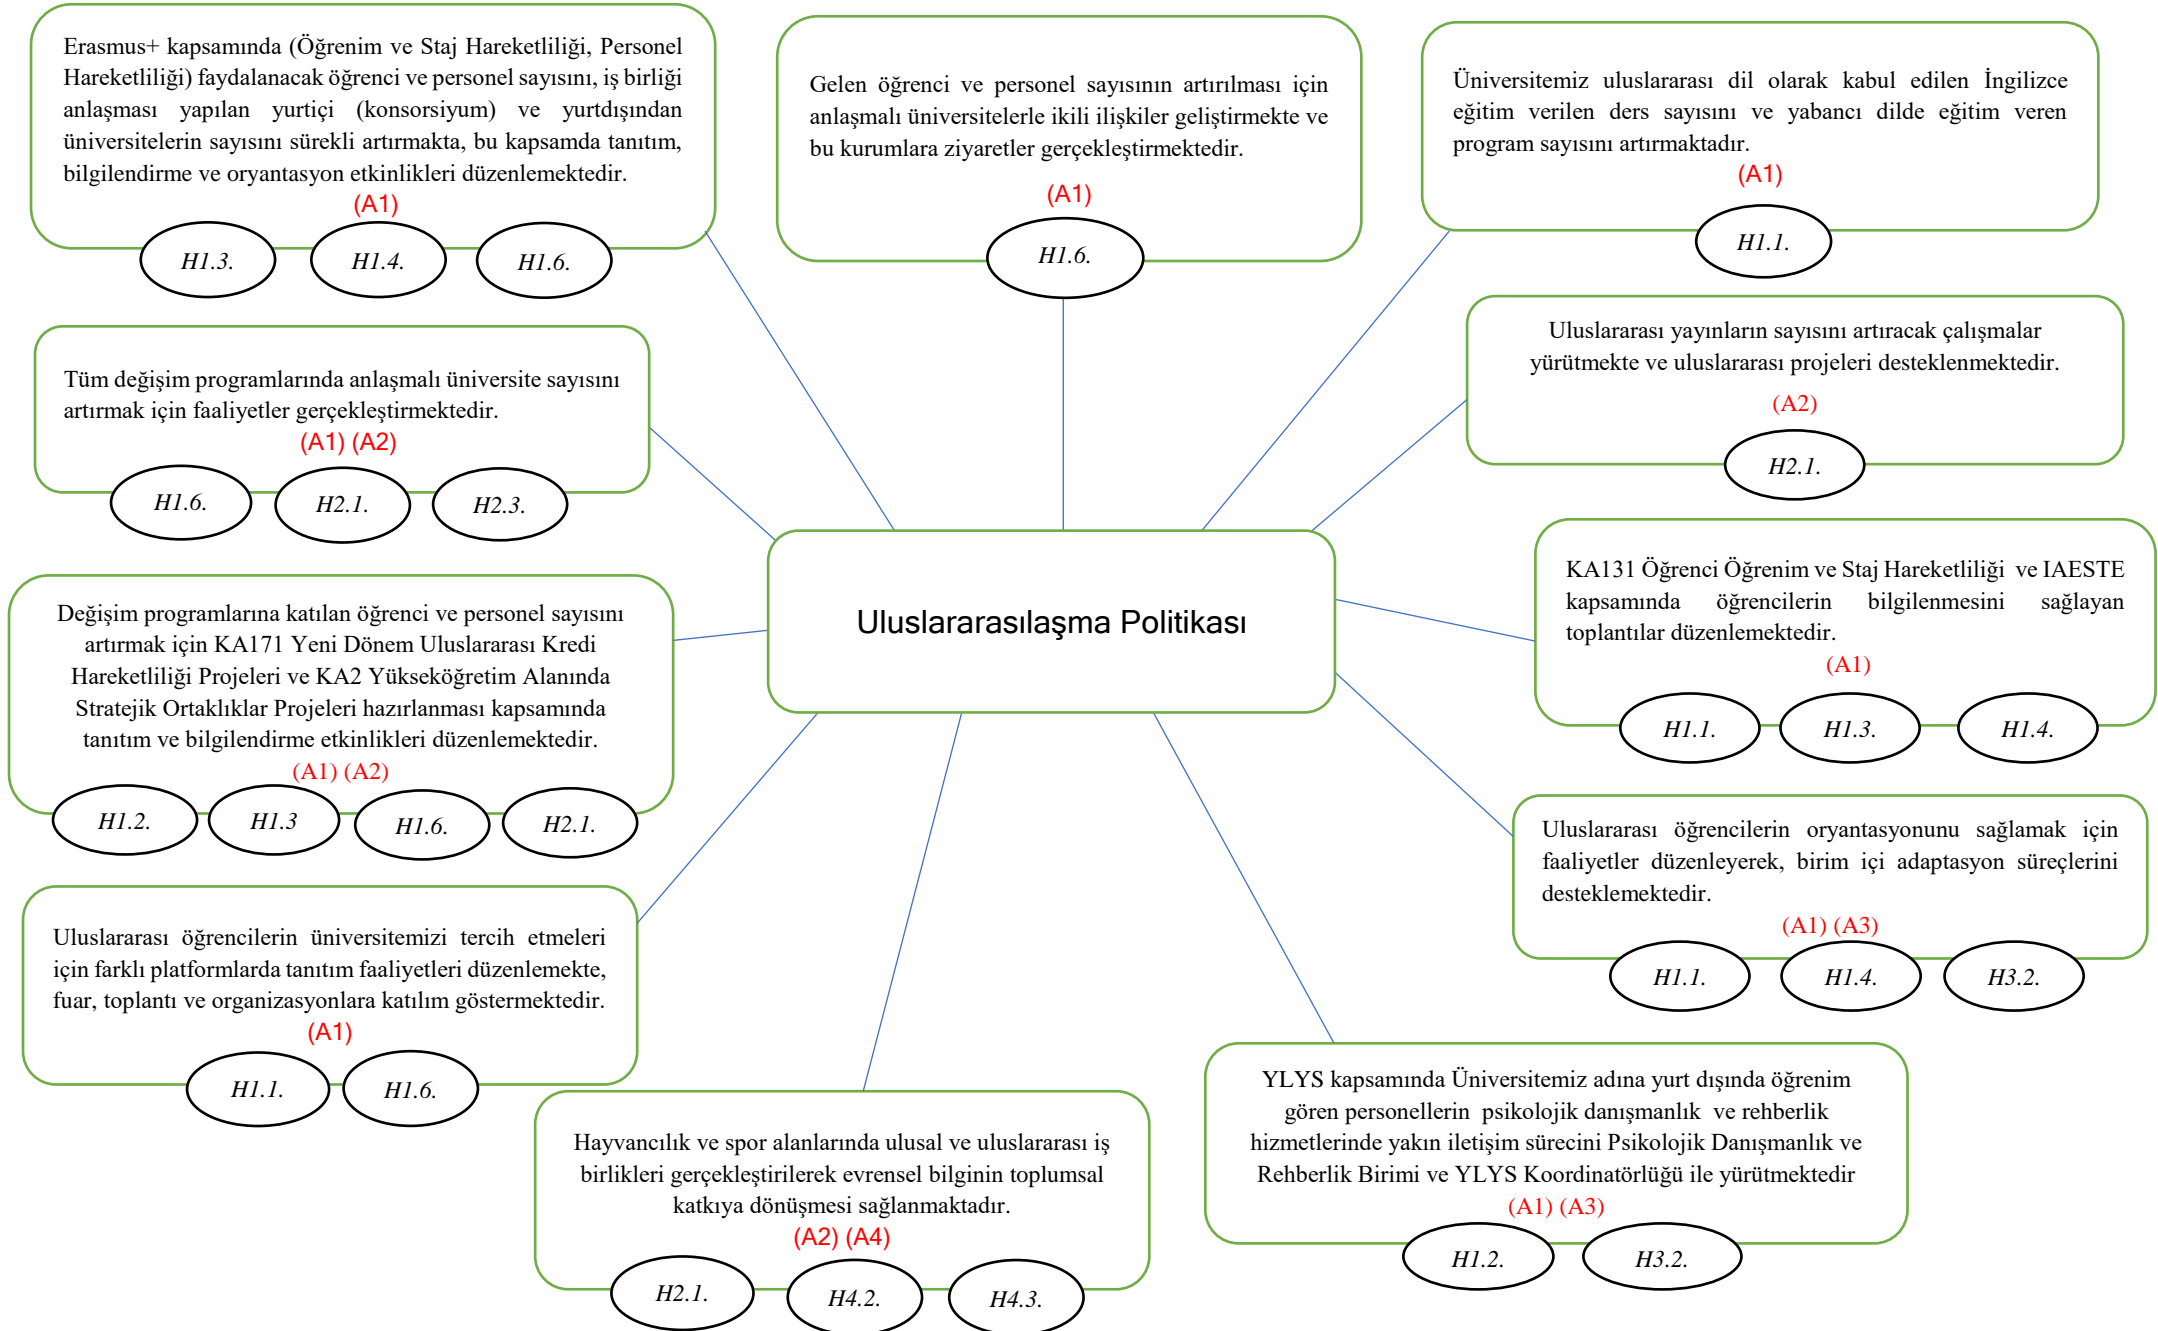 Erasmus+ kapsamında (Öğrenim ve Staj Hareketliliği, Personel
Hareketliliği) faydalanacak öğrenci ve personel sayısını, iş birliği
anlaşması yapılan yurtiçi (konsorsiyum) ve yurtdışından
üniversitelerin sayısını sürekli artırmakta, bu kapsamda tanıtım,
bilgilendirme ve oryantasyon etkinlikleri düzenlemektedir.
(A1)
H1.3. H1.4. H1.6.
Gelen öğrenci ve personel sayısının artırılması için
anlaşmalı üniversitelerle ikili ilişkiler geliştirmekte ve
bu kurumlara ziyaretler gerçekleştirmektedir.
(A1)
H1.6.
Üniversitemiz uluslararası dil olarak kabul edilen İngilizce
eğitim verilen ders sayısını ve yabancı dilde eğitim veren
program sayısını artırmaktadır.
(A1)
H1.1.
Tüm değişim programlarında anlaşmalı üniversite sayısını
artırmak için faaliyetler gerçekleştirmektedir.
(A1) (A2)
H1.6. H2.1. H2.3.
Uluslararası yayınların sayısını artıracak çalışmalar
yürütmekte ve uluslararası projeleri desteklenmektedir.
(A2)
H2.1.
Uluslararasılaşma Politikası
Değişim programlarına katılan öğrenci ve personel sayısını
artırmak için KA171 Yeni Dönem Uluslararası Kredi
Hareketliliği Projeleri ve KA2 Yükseköğretim Alanında
Stratejik Ortaklıklar Projeleri hazırlanması kapsamında
tanıtım ve bilgilendirme etkinlikleri düzenlemektedir.
(A1) (A2)
H1.2. H1.3 H1.6. H2.1.
KA131 Öğrenci Öğrenim ve Staj Hareketliliği ve IAESTE
kapsamında öğrencilerin bilgilenmesini sağlayan
toplantılar düzenlemektedir.
(A1)
H1.1. H1.3. H1.4.
Uluslararası öğrencilerin oryantasyonunu sağlamak için
faaliyetler düzenleyerek, birim içi adaptasyon süreçlerini
desteklemektedir.
(A1) (A3)
H1.1. H1.4. H3.2.
Uluslararası öğrencilerin üniversitemizi tercih etmeleri
için farklı platformlarda tanıtım faaliyetleri düzenlemekte,
fuar, toplantı ve organizasyonlara katılım göstermektedir.
(A1)
H1.1. H1.6.
Hayvancılık ve spor alanlarında ulusal ve uluslararası iş
birlikleri gerçekleştirilerek evrensel bilginin toplumsal
katkıya dönüşmesi sağlanmaktadır.
(A2) (A4)
H2.1. H4.2. H4.3.
YLYS kapsamında Üniversitemiz adına yurt dışında öğrenim
gören personellerin psikolojik danışmanlık ve rehberlik
hizmetlerinde yakın iletişim sürecini Psikolojik Danışmanlık ve
Rehberlik Birimi ve YLYS Koordinatörlüğü ile yürütmektedir
(A1) (A3)
H1.2. H3.2.